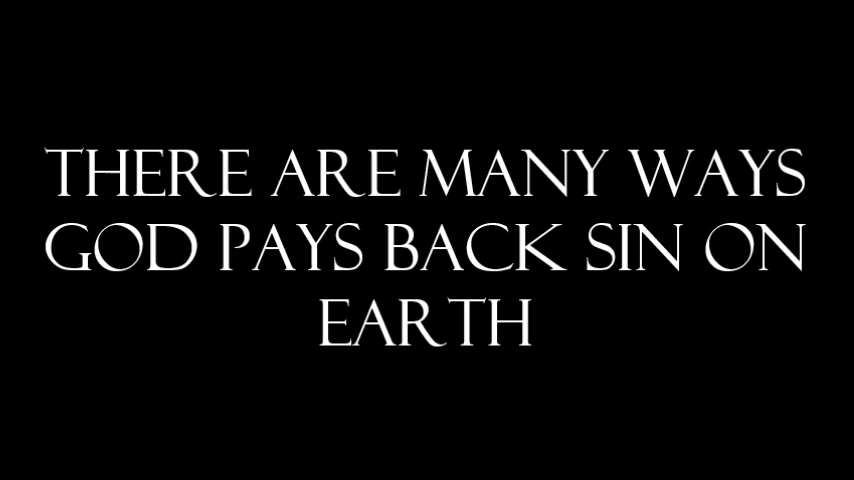 THERE ARE MANY WAYS
GOD PAYS BACK SIN ON
EARTH